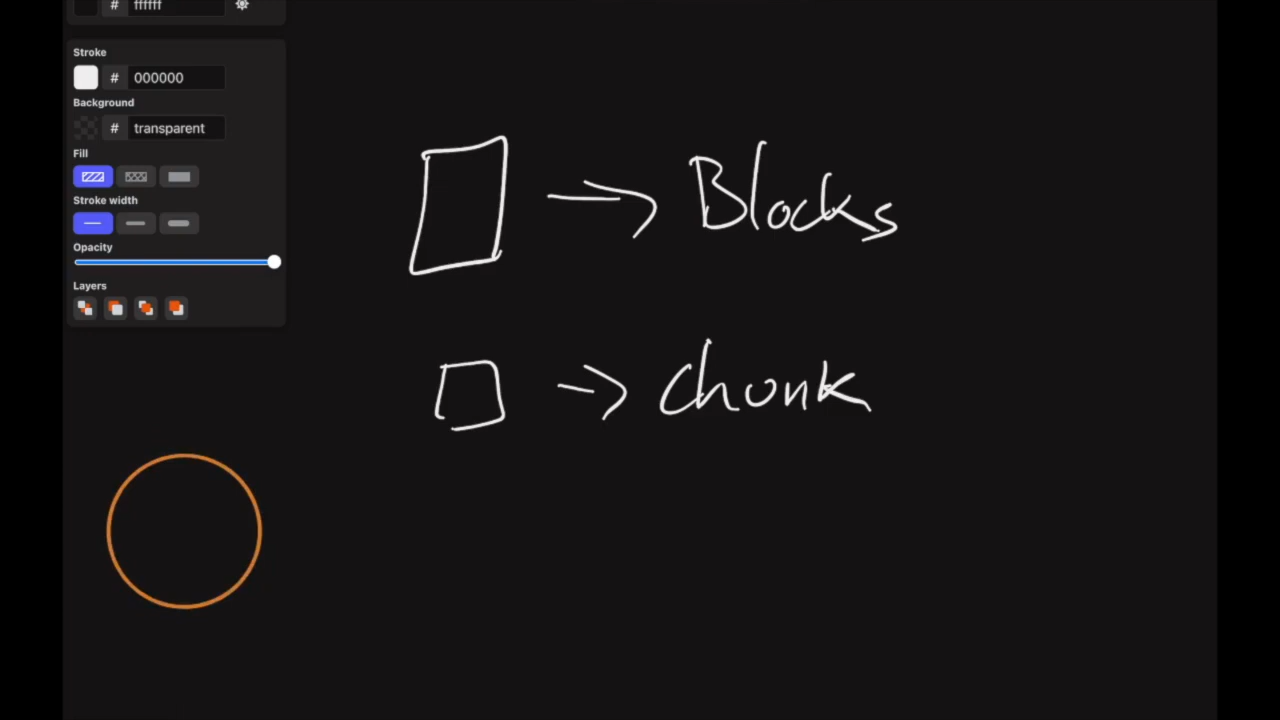 # ffffff
Stroke
# 000000
Background
# transparent
Fill
Stroke width
Opacity
Layers
→ Blocks
→ Chunk